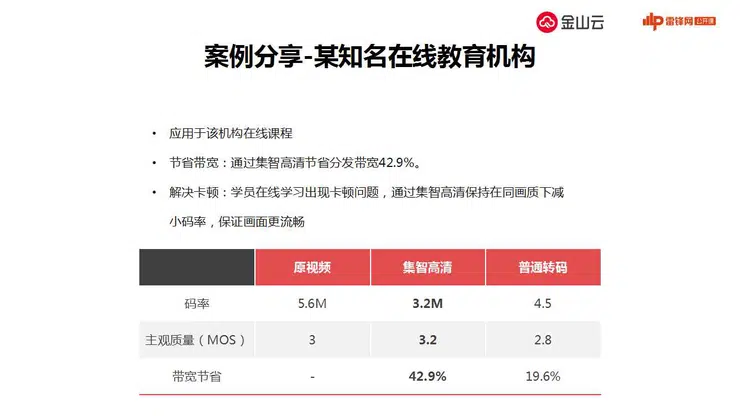 金山云
雷锋网 公开课
案例分享-某知名在线教育机构
• 应用于该机构在线课程
• 节省带宽：通过集智高清节省分发带宽42.9%。
• 解决卡顿：学员在线学习出现卡顿问题，通过集智高清保持在同画质下减
小码率，保证画面更流畅
原视频 集智高清 普通转码
码率 5.6M 3.2M 4.5
主观质量（MOS） 3 3.2 2.8
带宽节省 - 42.9% 19.6%